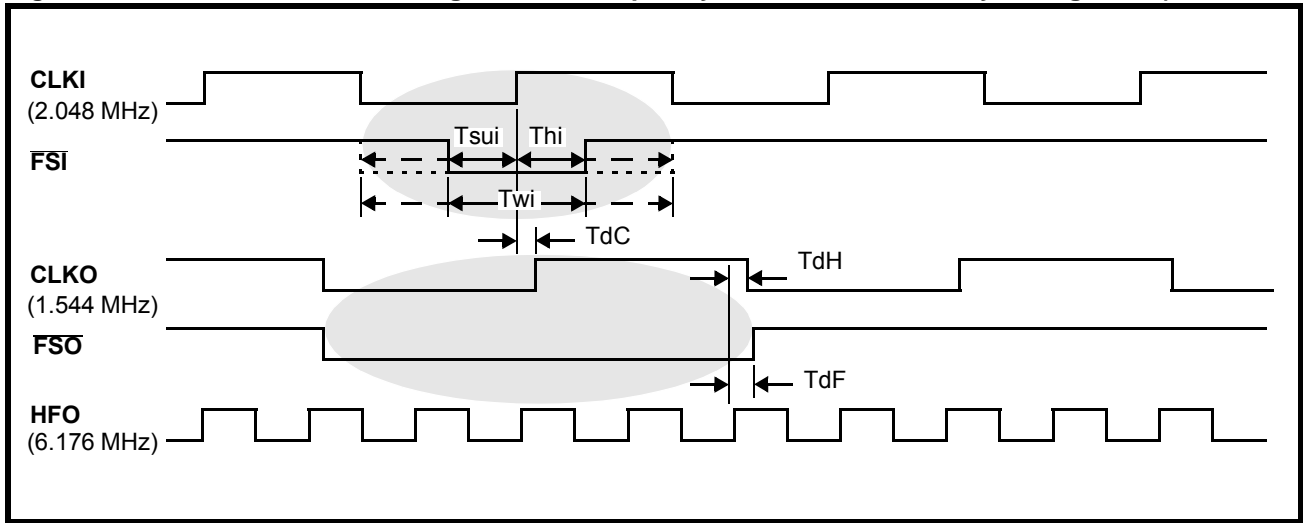 CLKI
(2.048 MHz)
Tsui Thi
FSI
Twi
TdC
CLKO
(1.544 MHz)
TdH
FSO
TdF
HFO
(6.176 MHz)